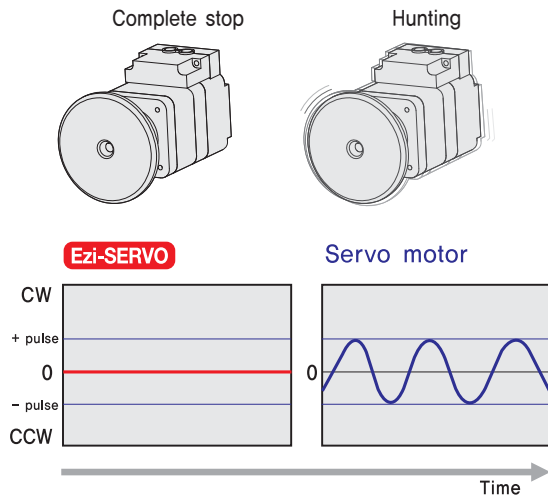 Complete stop
Hunting
Ezi-SERVO
Servo motor
CW
+ pulse
0
- pulse
CCW
0
Time